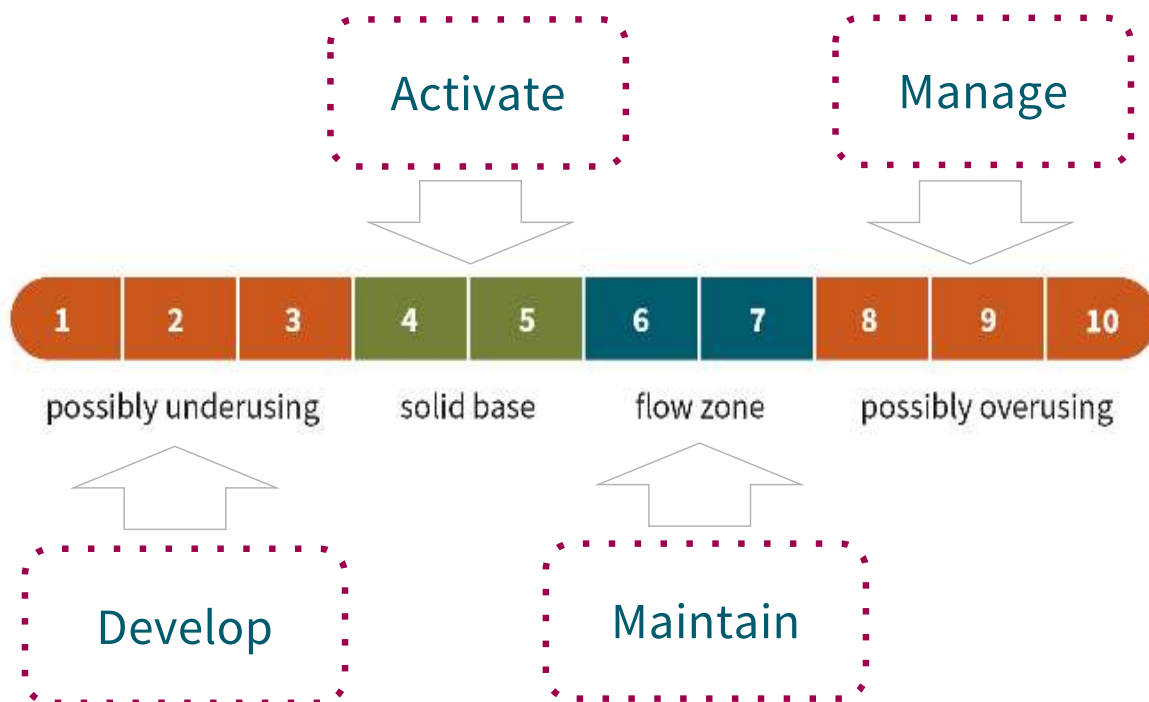 Activate
Manage
1 2 3 4 5 6 7 8 9 10
possibly underusing solid base flow zone possibly overusing
Develop
Maintain